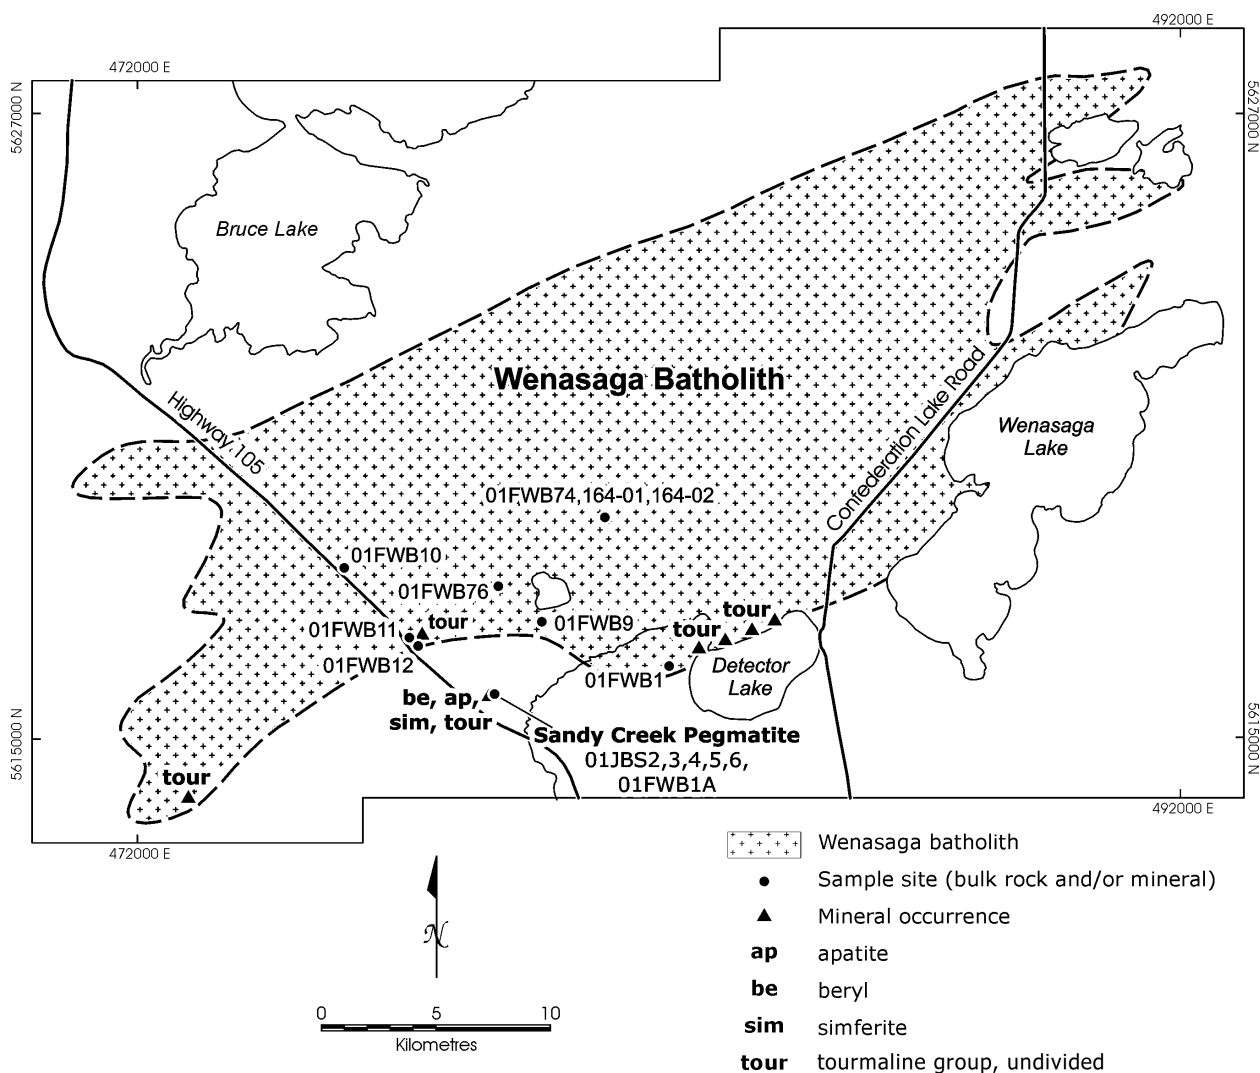 492000 E
472000 E
5627000 N
5627000 N
Bruce Lake
Wenasaga Batholith
Highway 105
Confederation Lake Road
Wenasaga
Lake
01FWB74,164-01,164-02
01FWB10
01FWB76
tour
tour
01FWB11
01FWB9
tour
01FWB12
01FWB1
Detector
Lake
be, ap,
sim, tour
Sandy Creek Pegmatite
01JBS2,3,4,5,6,
01FWB1A
5615000 N
5615000 N
tour
472000 E
492000 E
Wenasaga batholith
Sample site (bulk rock and/or mineral)
Mineral occurrence
ap apatite
be beryl
sim simferite
tour tourmaline group, undivided
N
0 5 10
Kilometres